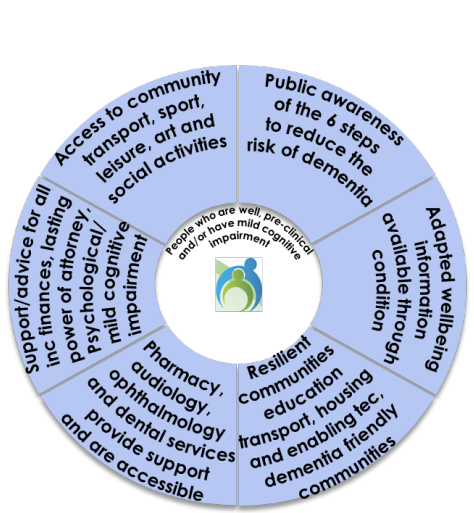 Public awareness
of the 6 steps
to reduce the
risk of dementia
Adapted wellbeing
information
available through
condition
Resilient
communities
education
transport, housing
and enabling tec,
dementia friendly
communities
Pharmacy,
audiology,
ophthalmology
and dental services
provide support
and are accessible
Support/advice for all
inc finances, lasting
power of attorney,
Psychological/
mild cognitive
impairment
Access to community
transport, sport,
leisure, art and
social activities
People who are well, pre-clinical
and/or have mild cognitive
impairment